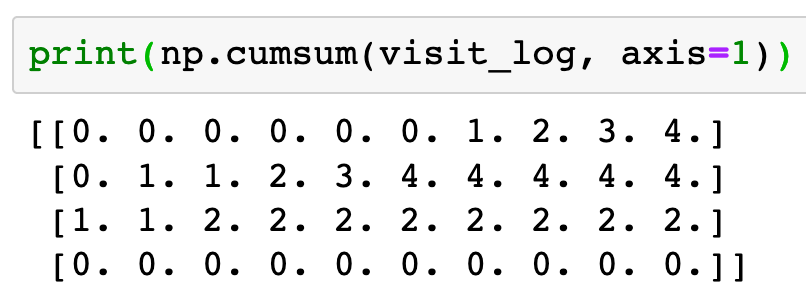 print(np.cumsum(visit_log, axis=1))
[[0. 0. 0. 0. 0. 0. 1. 2. 3. 4.]
[0. 1. 1. 2. 3. 4. 4. 4. 4. 4.]
[1. 1. 2. 2. 2. 2. 2. 2. 2. 2.]
[0. 0. 0. 0. 0. 0. 0. 0. 0. 0.]]